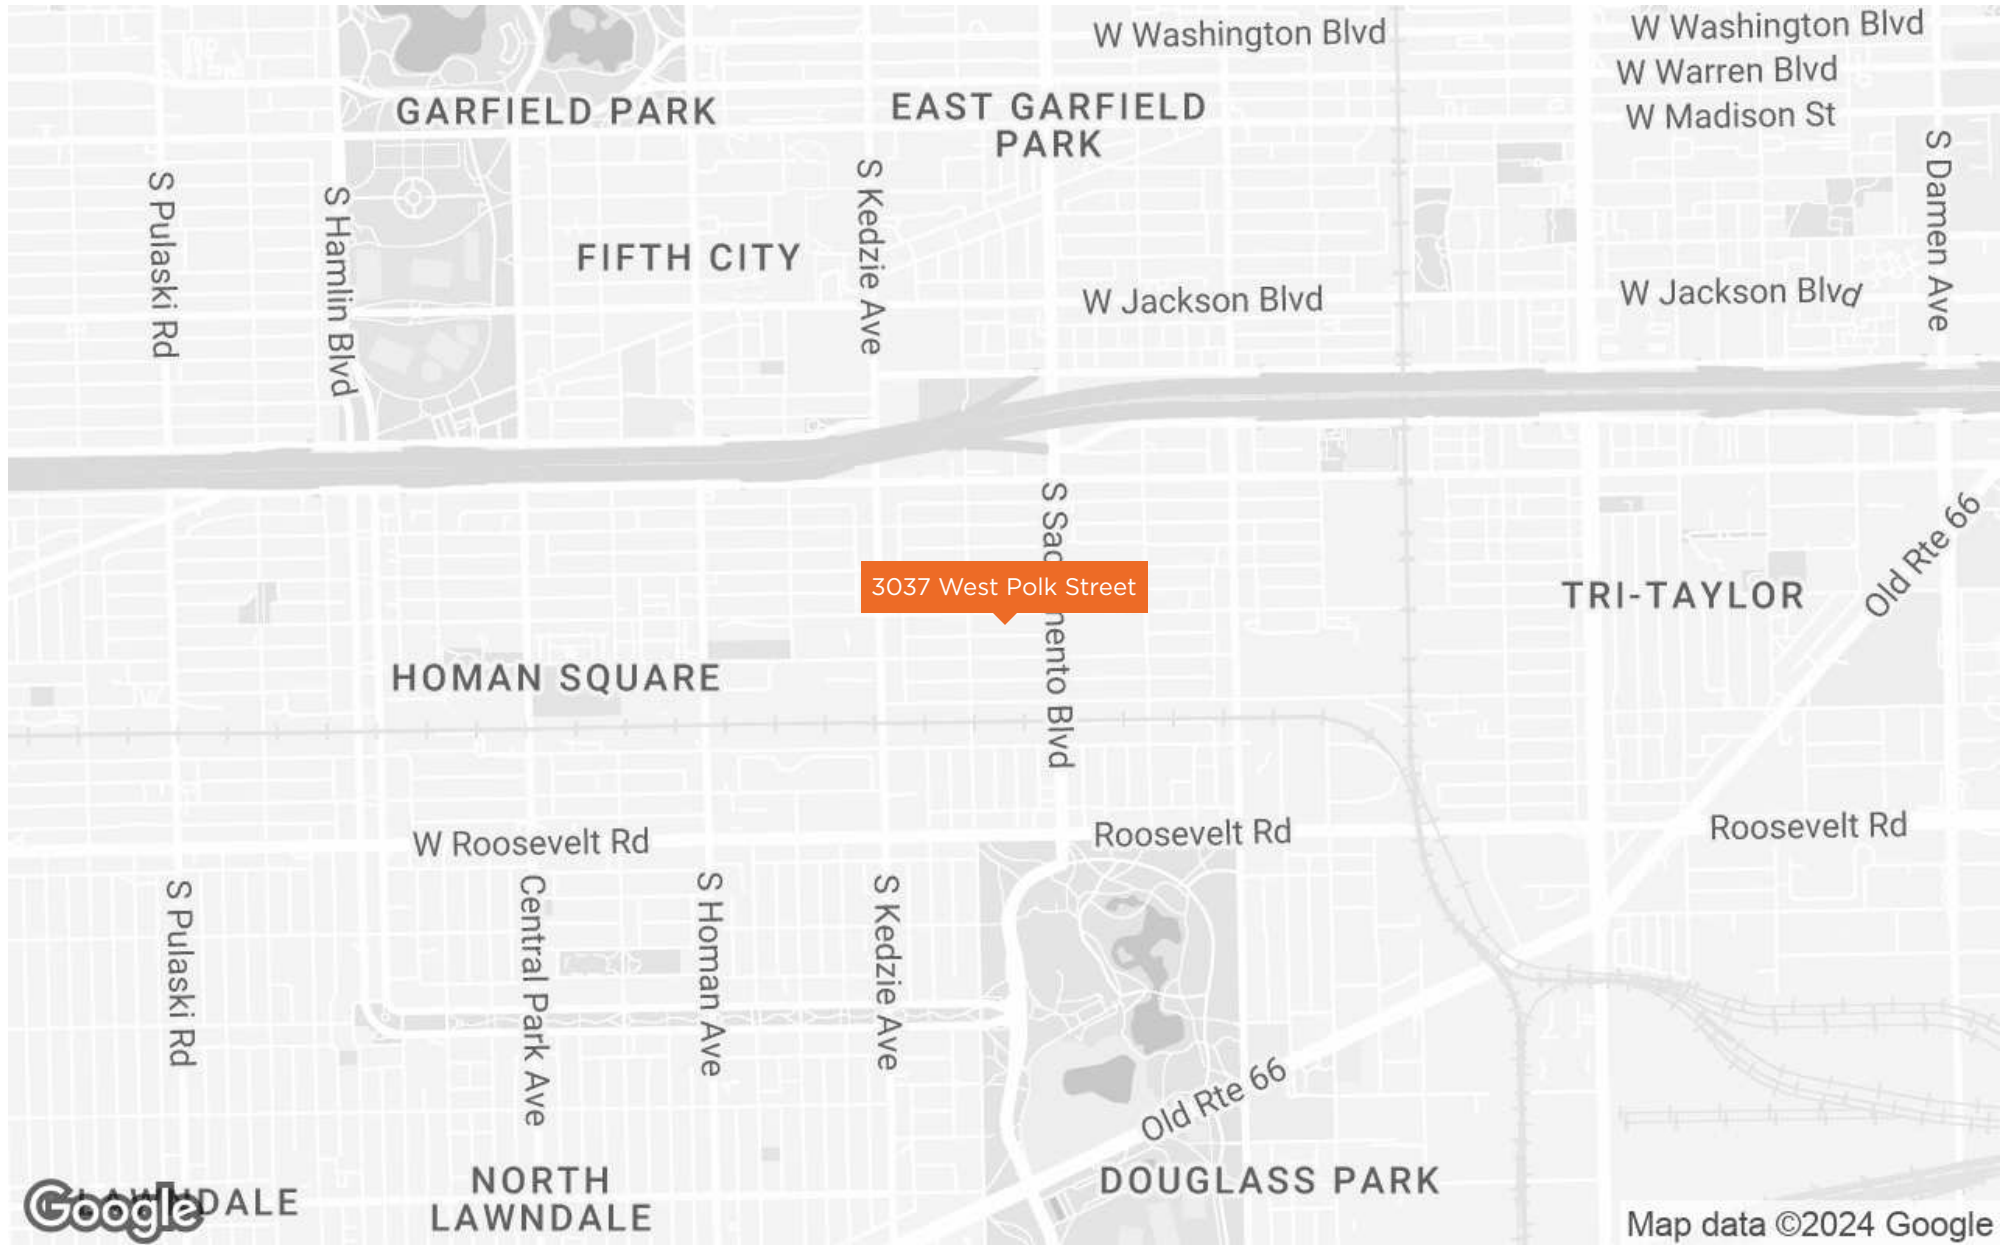 W Washington Blvd
W Washington Blvd
W Warren Blvd
W Madison St
GARFIELD PARK
EAST GARFIELD
PARK
S Pulaski Rd
S Hamlin Blvd
S Kedzie Ave
S Damen Ave
FIFTH CITY
W Jackson Blvd
W Jackson Blvd
S Sac
mento Blvd
3037 West Polk Street
Old Rte 66
TRI-TAYLOR
HOMAN SQUARE
W Roosevelt Rd
Roosevelt Rd
Roosevelt Rd
S Pulaski Rd
Central Park Ave
S Homan Ave
S Kedzie Ave
Old Rte 66
NORTH
LAWNDALE
DOUGLASS PARK
LAWNDALE
Google
Map data ©2024 Google